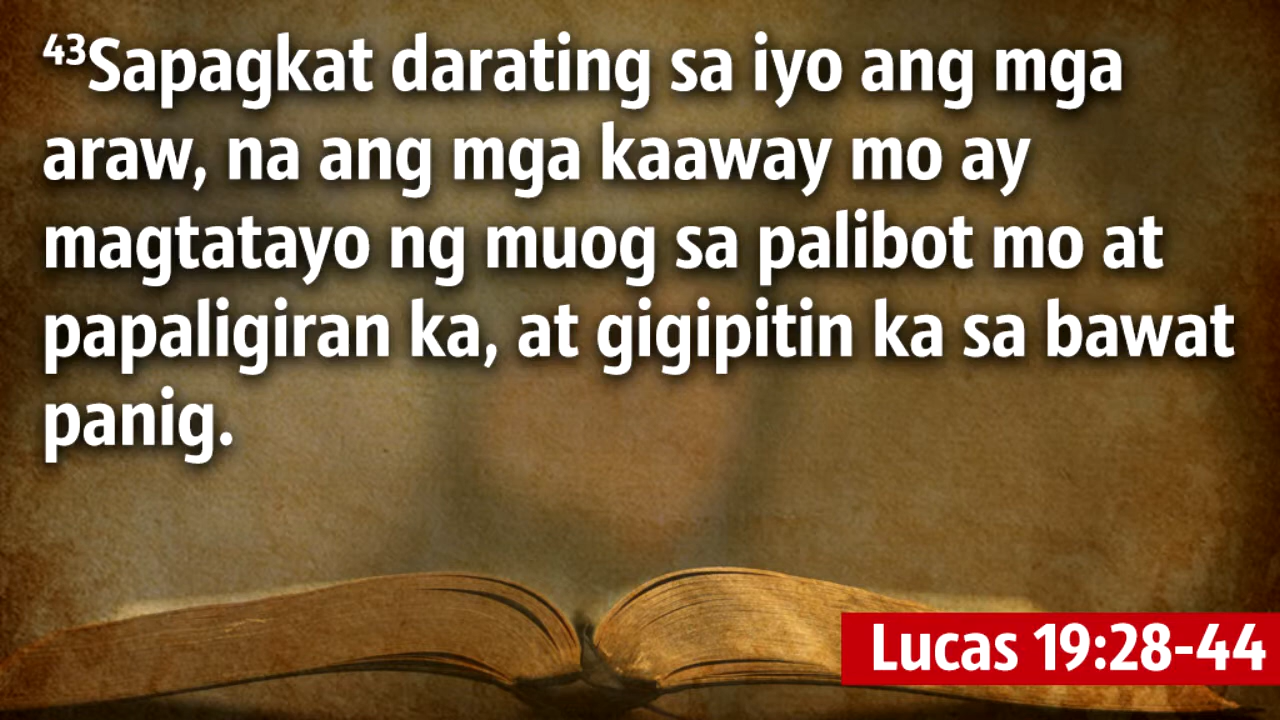 ⁴³Sapagkat darating sa iyo ang mga
araw, na ang mga kaaway mo ay
magtatayo ng muog sa palibot mo at
papaligiran ka, at gigipitin ka sa bawat
panig.
Lucas 19:28-44